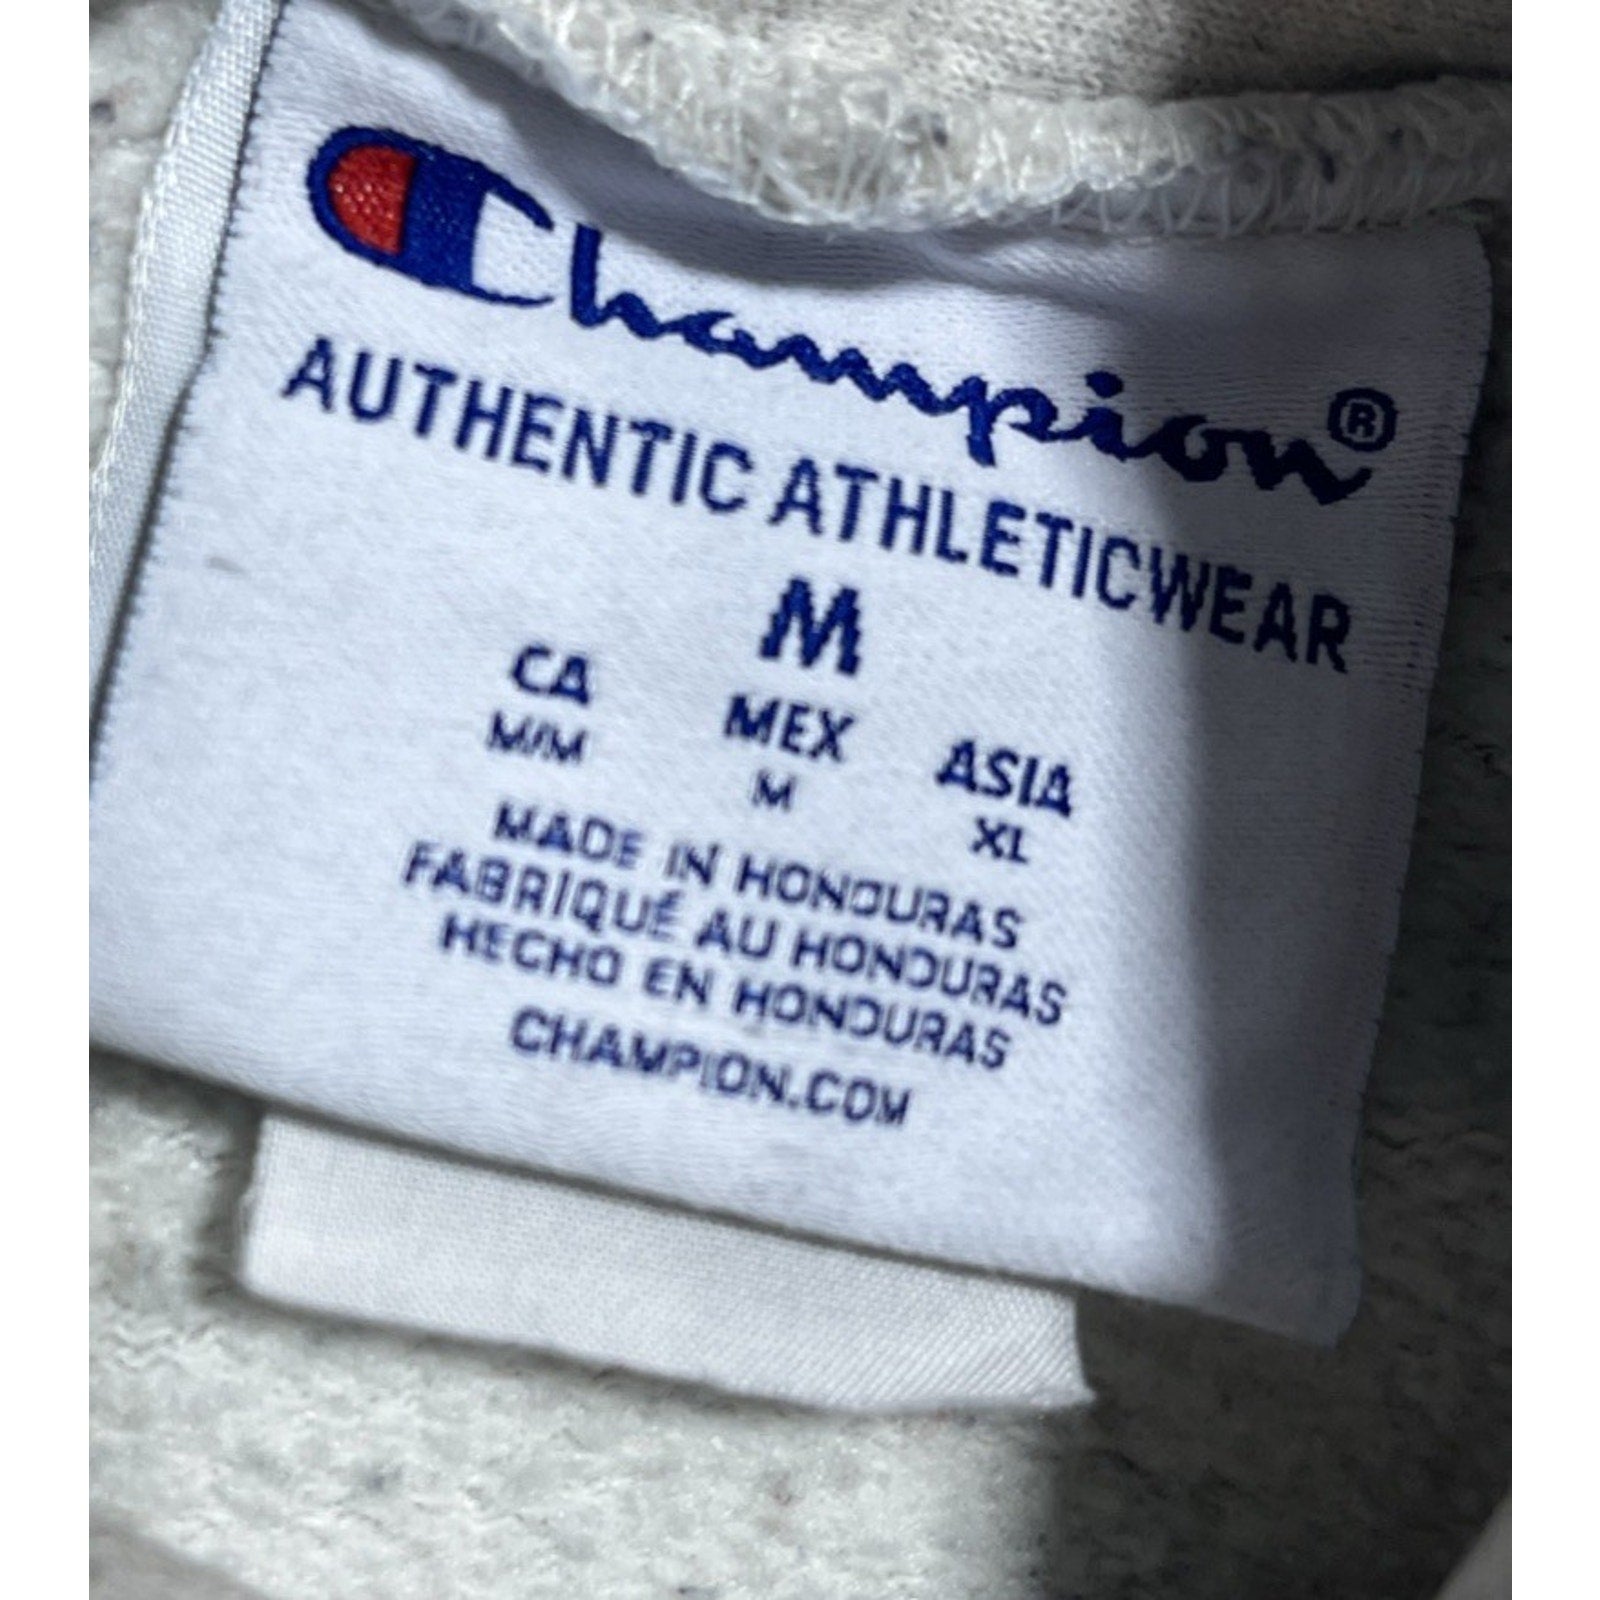 Champion®
AUTHENTIC ATHLETICWEAR
M
CA MEX ASIA
M/M M XL
MADE IN HONDURAS
FABRIQUÉ AU HONDURAS
HECHO EN HONDURAS
CHAMPION.COM